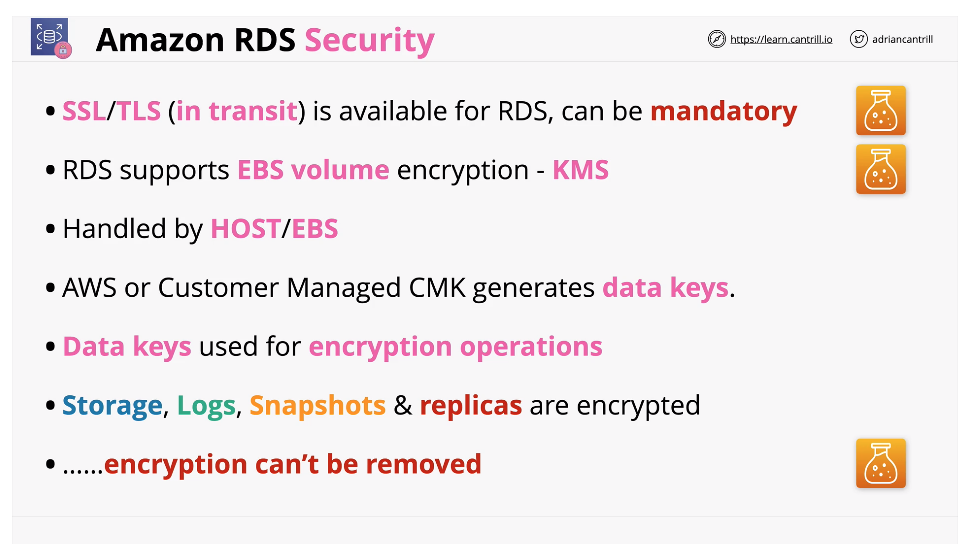 Amazon RDS Security
https://learn.cantrill.io
adriancantrill
• SSL/TLS (in transit) is available for RDS, can be mandatory
• RDS supports EBS volume encryption - KMS
• Handled by HOST/EBS
• AWS or Customer Managed CMK generates data keys.
• Data keys used for encryption operations
• Storage, Logs, Snapshots & replicas are encrypted
• ......encryption can’t be removed